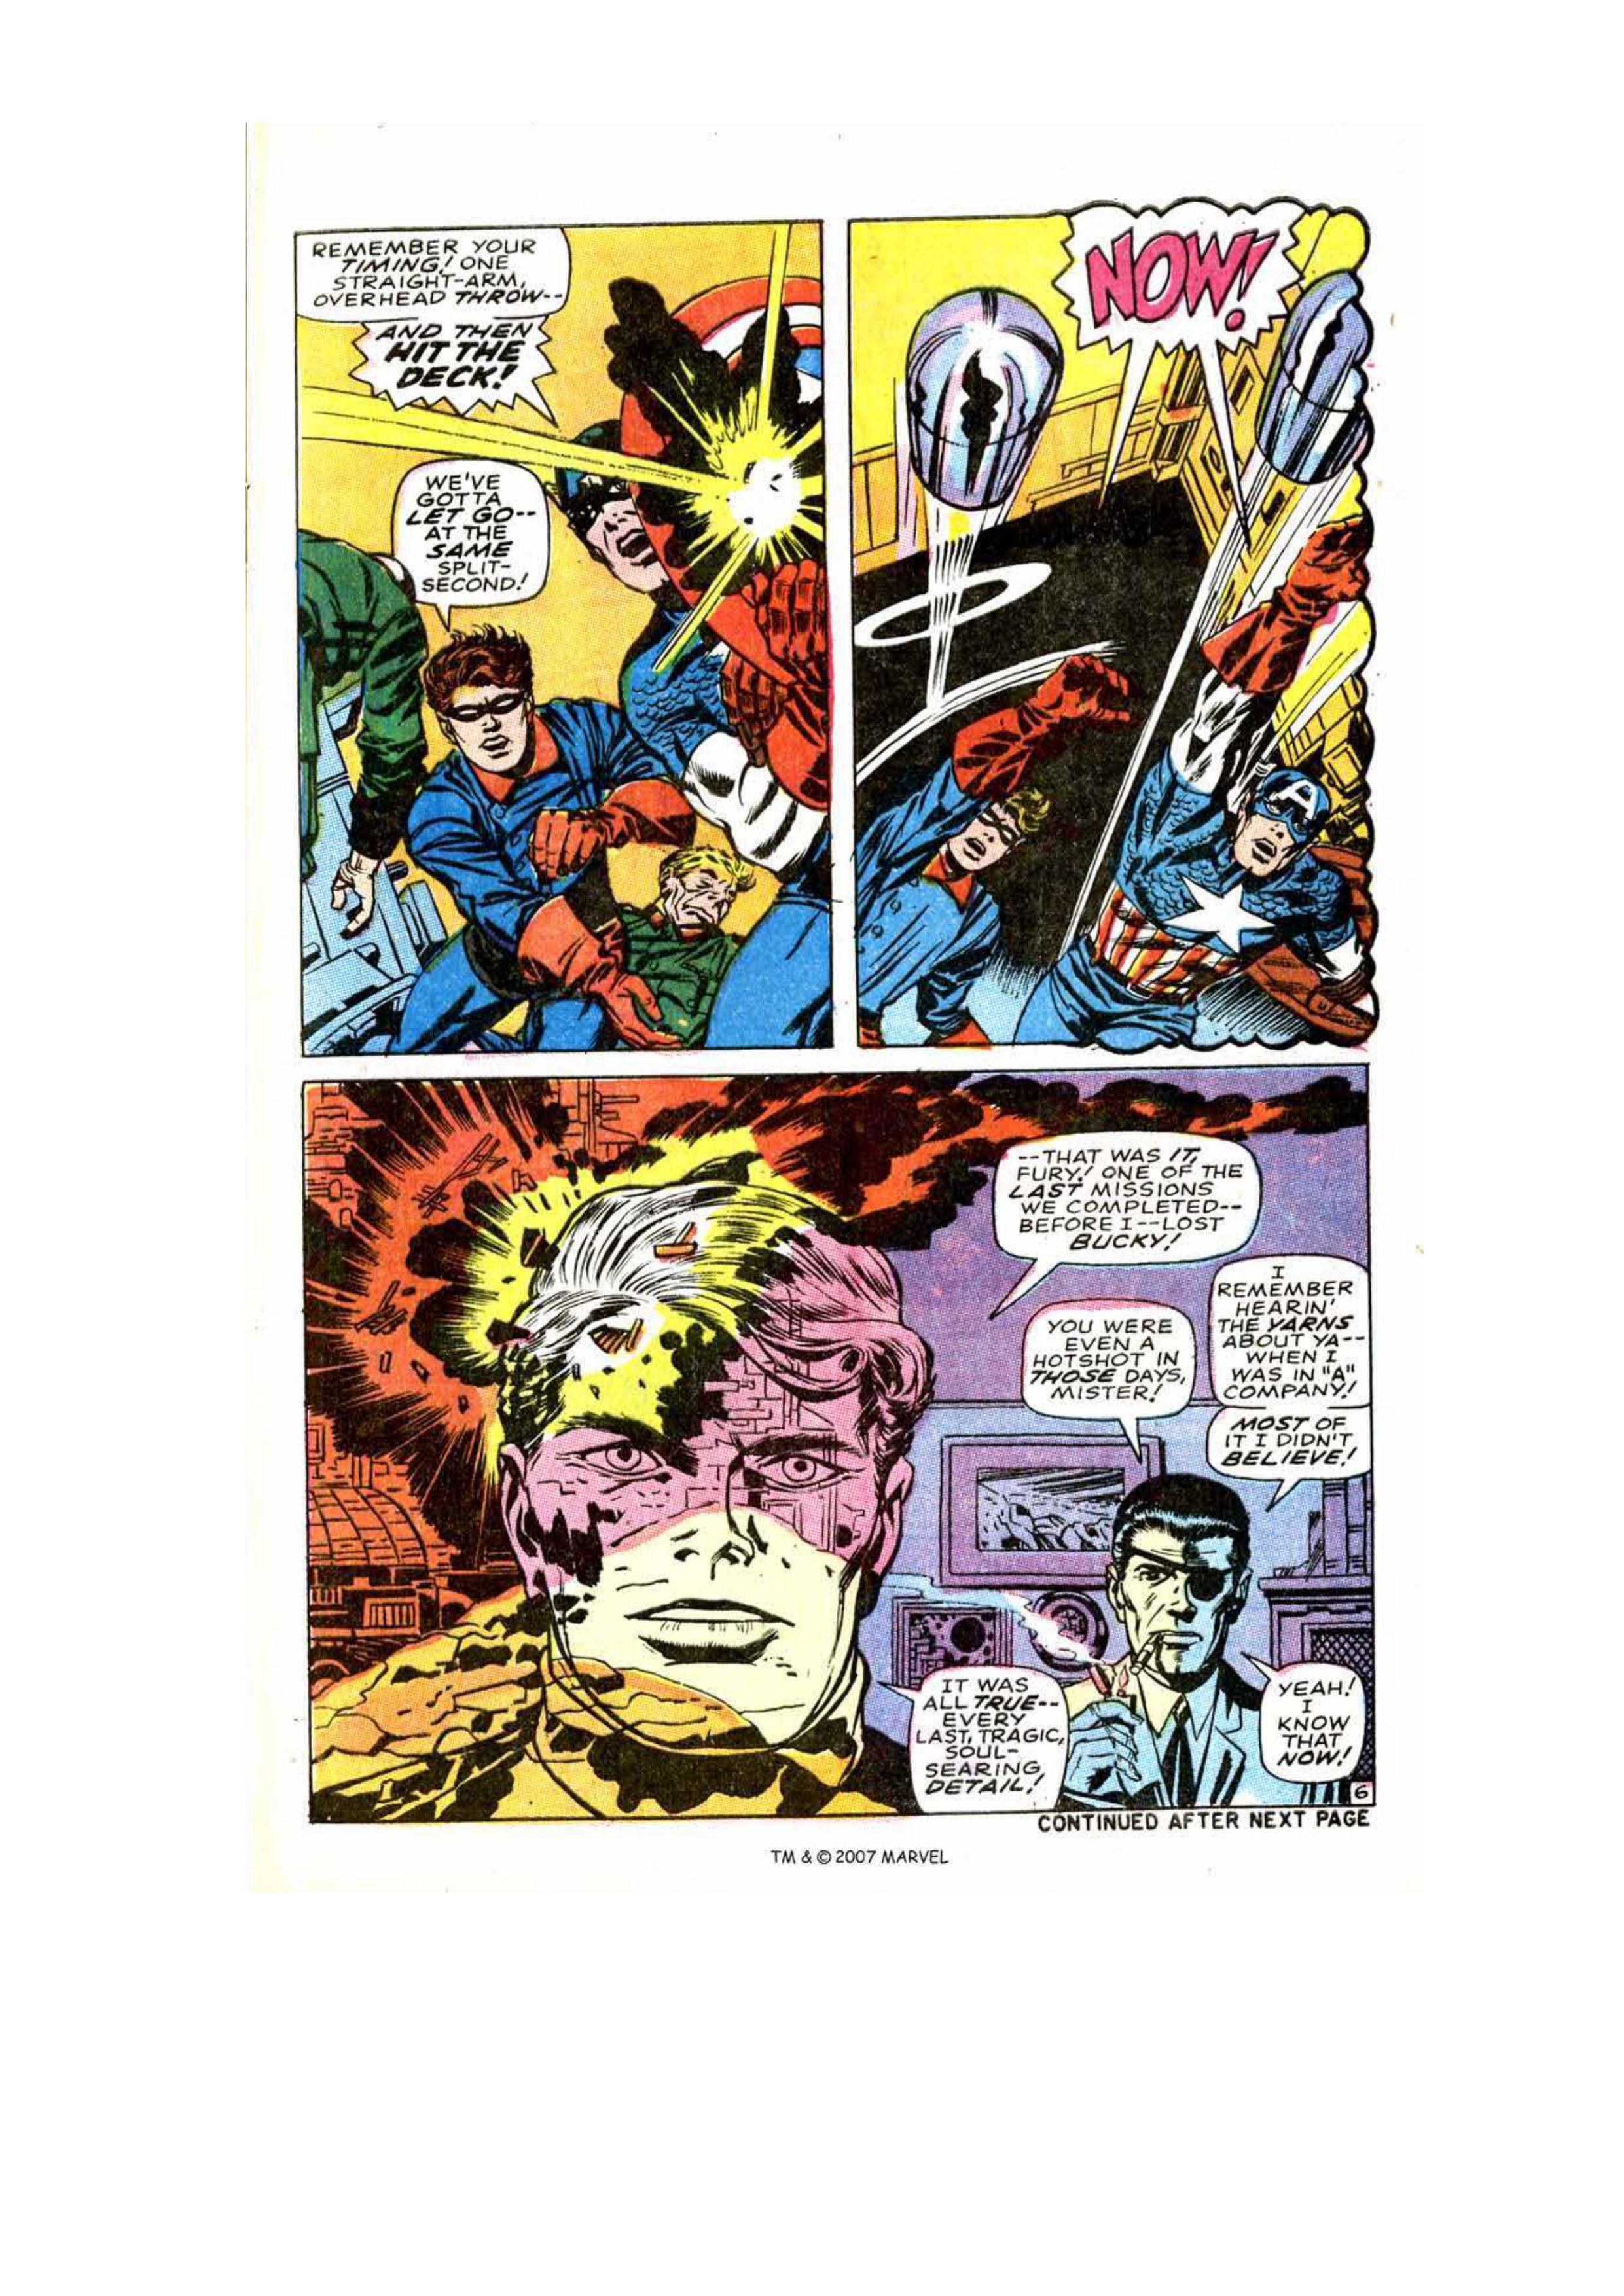 REMEMBER YOUR
TIMING! ONE
STRAIGHT-ARM,
OVERHEAD THROW--
AND THEN
HIT THE
DECK!
WE'VE
GOTTA
LET GO--
AT THE
SAME
SPLIT-
SECOND!
NOW!
A
--THAT WAS IT,
FURY! ONE OF THE
LAST MISSIONS
WE COMPLETED--
BEFORE I--LOST
BUCKY!
YOU WERE
EVEN A
HOTSHOT IN
THOSE DAYS,
MISTER!
I
REMEMBER
HEARIN'
THE YARNS
ABOUT YA--
WHEN I
WAS IN "A"
COMPANY!
MOST OF
IT I DIDN'T
BELIEVE!
IT WAS
ALL TRUE--
EVERY
LAST, TRAGIC,
SOUL-
SEARING,
DETAIL!
YEAH!
I
KNOW
THAT
NOW!
6
CONTINUED AFTER NEXT PAGE
TM & © 2007 MARVEL